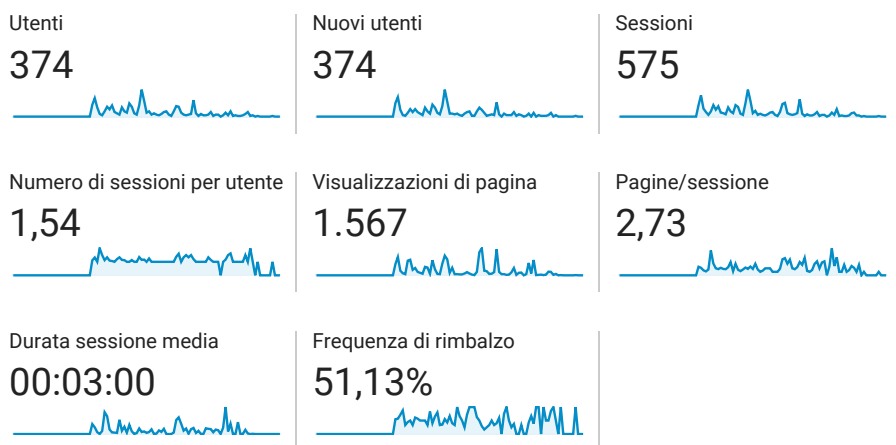 Utenti
374
Nuovi utenti
374
Sessioni
575
Numero di sessioni per utente
1,54
Visualizzazioni di pagina
1.567
Pagine/sessione
2,73
Durata sessione media
00:03:00
Frequenza di rimbalzo
51,13%